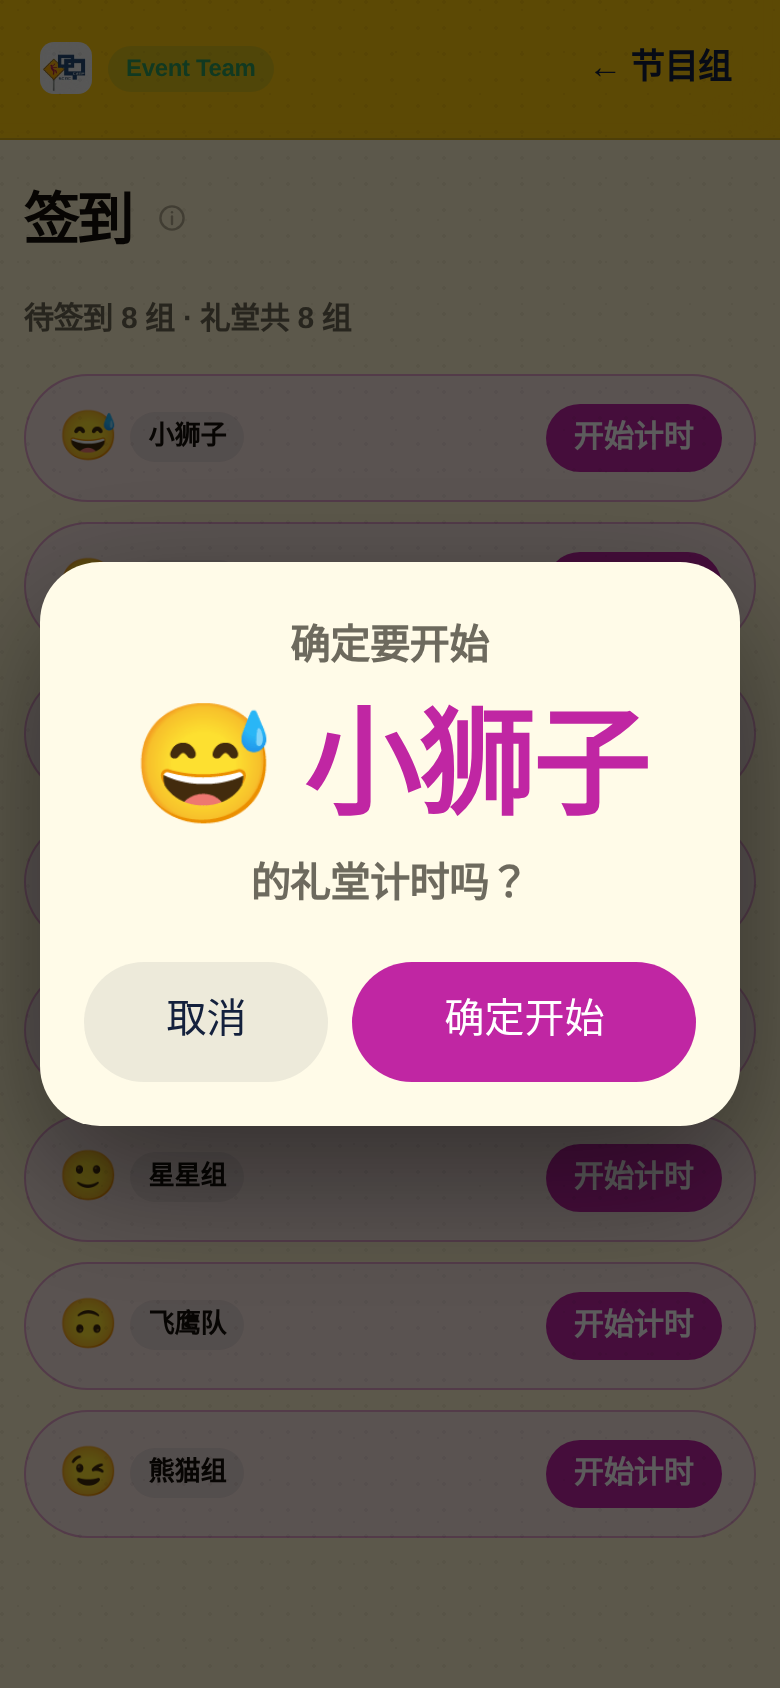 Event Team
← 节目组
签到
待签到 8 组 · 礼堂共 8 组
小狮子
开始计时
确定要开始
小狮子
的礼堂计时吗？
取消
确定开始
星星组
开始计时
飞鹰队
开始计时
熊猫组
开始计时